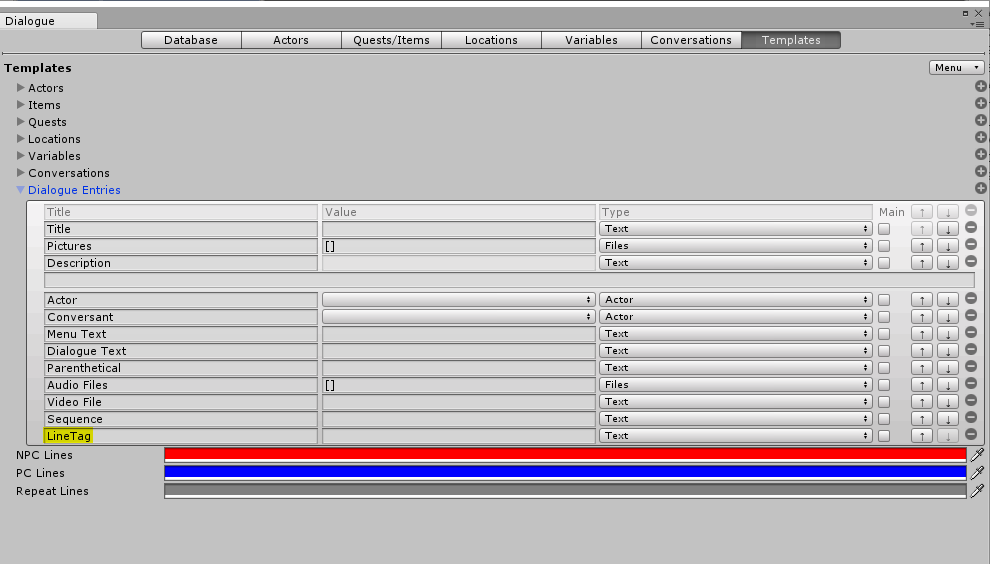 Dialogue
Database Actors Quests/Items Locations Variables Conversations Templates
Templates Menu
Actors
Items
Quests
Locations
Variables
Conversations
Dialogue Entries
Title Value Type Main ↑ ↓
Title Text ↑ ↓
Pictures [] Files ↑ ↓
Description Text ↑ ↓
Actor Actor ↑ ↓
Conversant Actor ↑ ↓
Menu Text Text ↑ ↓
Dialogue Text Text ↑ ↓
Parenthetical Text ↑ ↓
Audio Files [] Files ↑ ↓
Video File Text ↑ ↓
Sequence Text ↑ ↓
LineTag Text ↑ ↓
NPC Lines
PC Lines
Repeat Lines